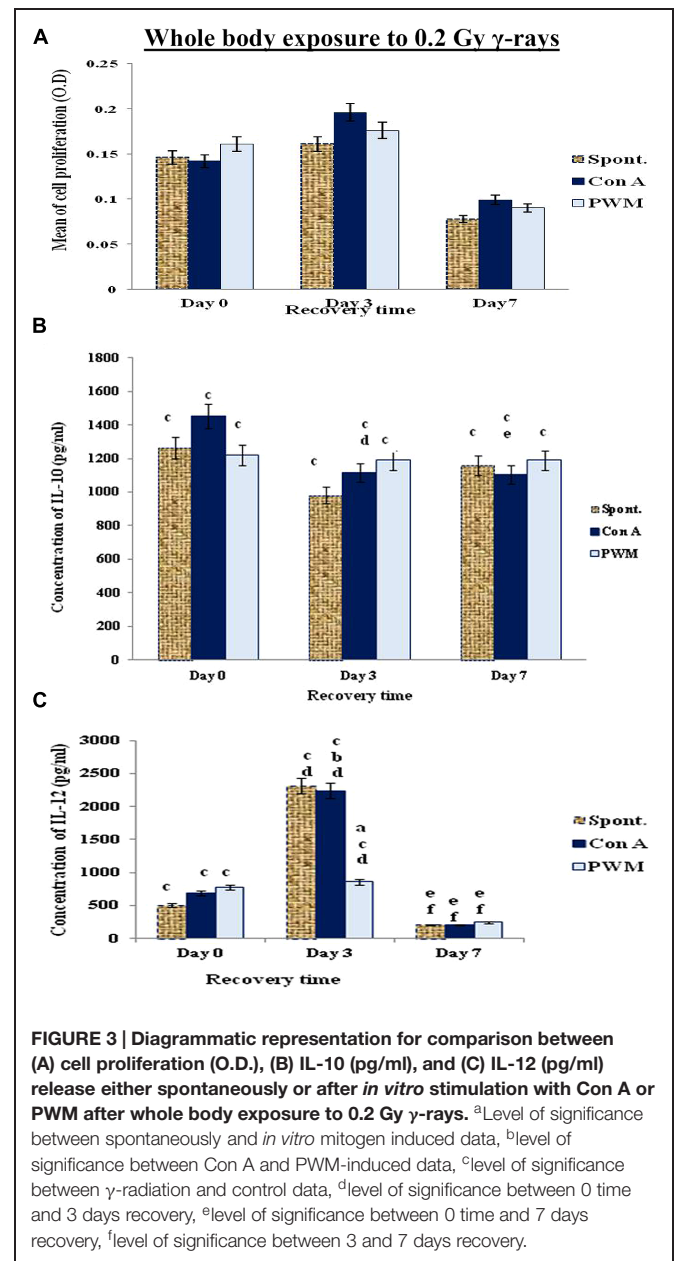 A
Whole body exposure to 0.2 Gy γ-rays
Mean of cell proliferation (O.D)
0.25
0.2
0.15
0.1
0.05
0
Day 0 Day 3 Day 7
Recovery time
Spont.
Con A
PWM
B
Concentration of IL-10 (pg/ml)
1800
1600
1400
1200
1000
800
600
400
200
0
c c c
c c d c
c c e c
Day 0 Day 3 Day 7
Recovery time
Spont.
Con A
PWM
C
Concentration of IL-12 (pg/ml)
3000
2500
2000
1500
1000
500
0
c c c
c d
c b d
a c d
e f
e f
e f
Day 0 Day 3 Day 7
Recovery time
Spont.
Con A
PWM
FIGURE 3 | Diagrammatic representation for comparison between
(A) cell proliferation (O.D.), (B) IL-10 (pg/ml), and (C) IL-12 (pg/ml)
release either spontaneously or after in vitro stimulation with Con A or
PWM after whole body exposure to 0.2 Gy γ-rays. aLevel of significance
between spontaneously and in vitro mitogen induced data, blevel of
significance between Con A and PWM-induced data, clevel of significance
between γ-radiation and control data, dlevel of significance between 0 time
and 3 days recovery, elevel of significance between 0 time and 7 days
recovery, flevel of significance between 3 and 7 days recovery.